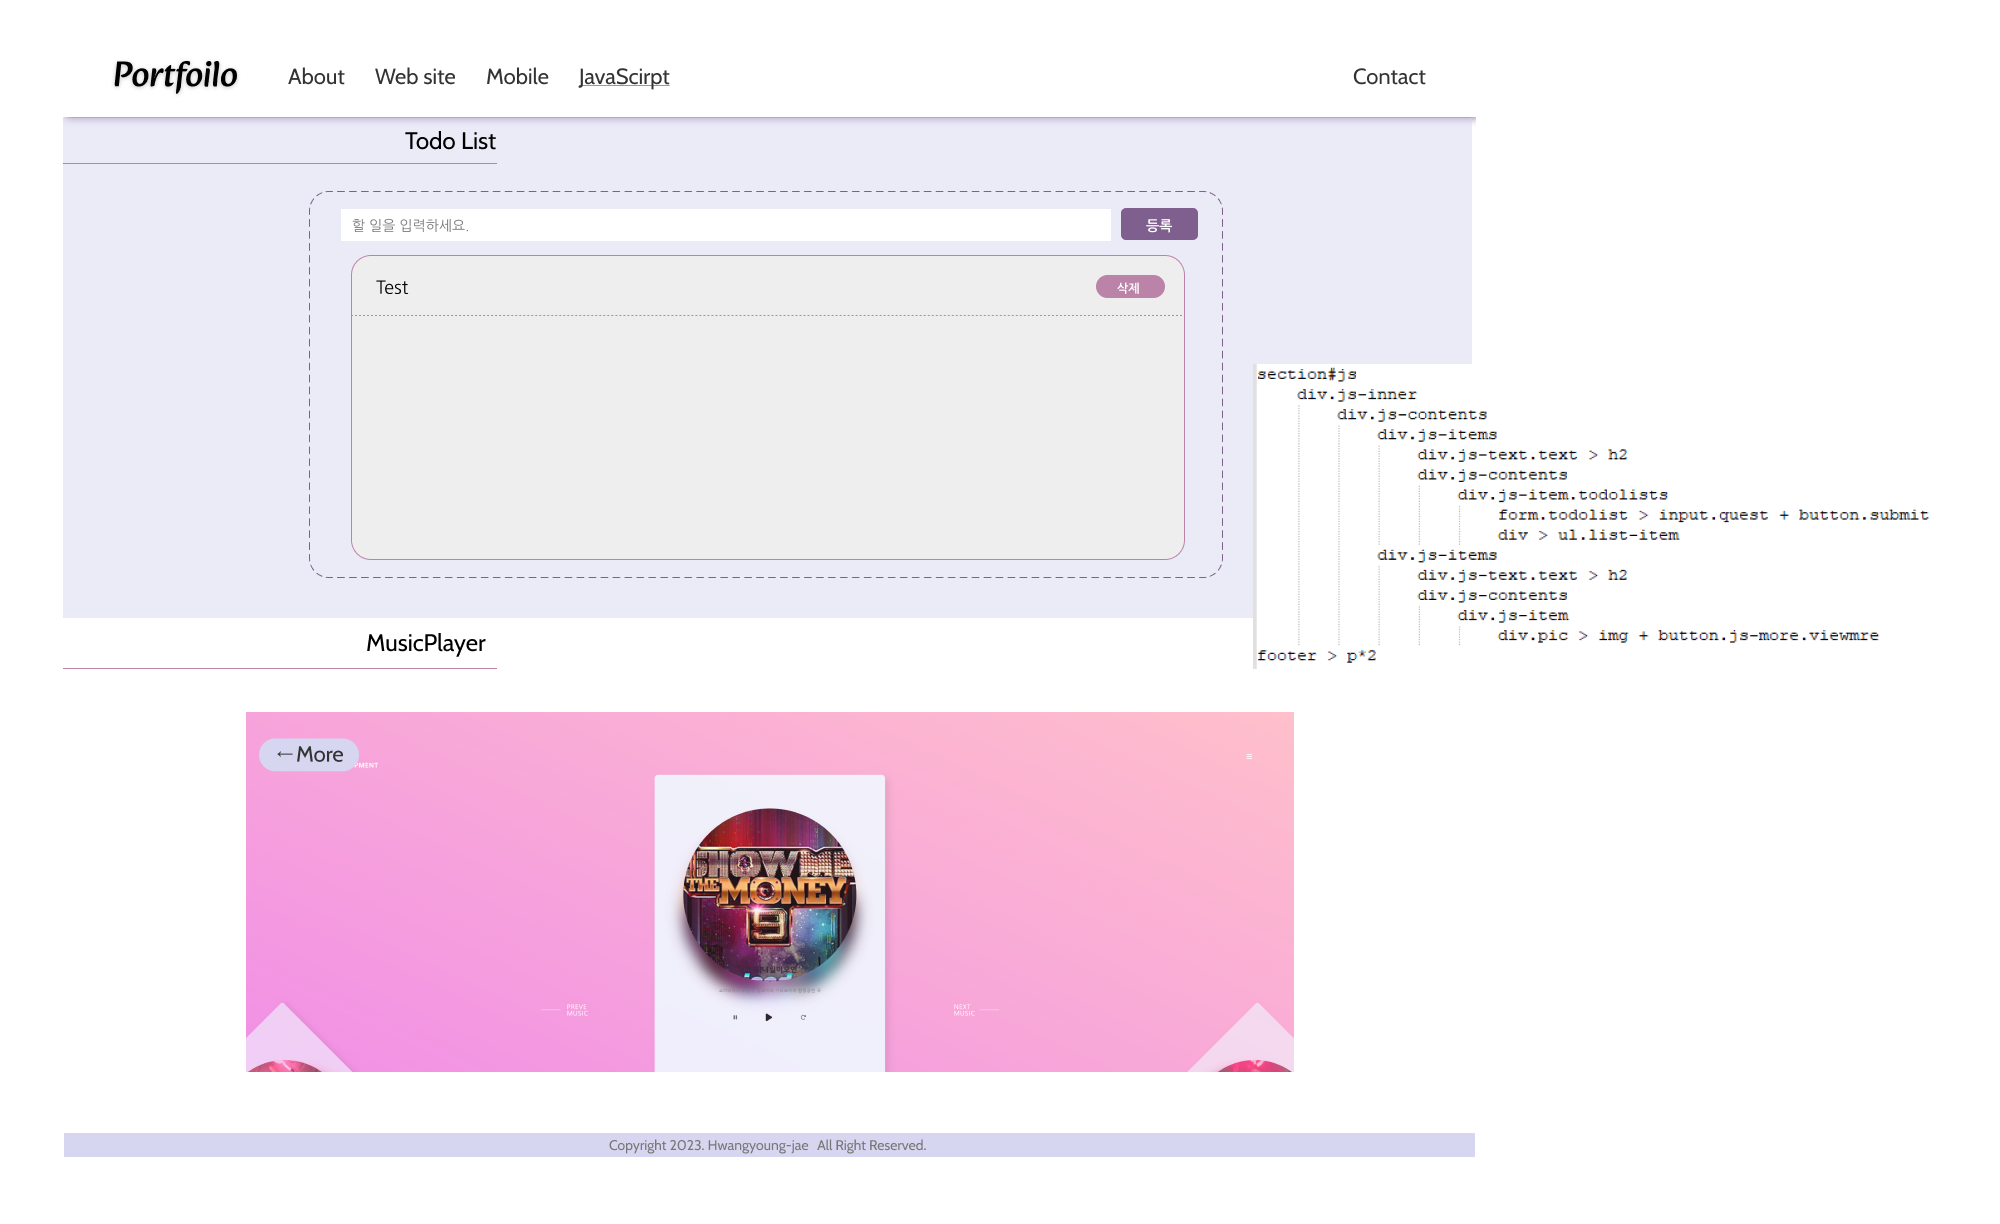 Portfoilo About Web site Mobile JavaScirpt Contact
Todo List
할 일을 입력하세요. 등록
Test 삭제
section#js
div.js-inner
div.js-contents
div.js-items
div.js-text.text > h2
div.js-contents
div.js-item.todolists
form.todolist > input.quest + button.submit
div > ul.list-item
div.js-items
div.js-text.text > h2
div.js-contents
div.js-item
div.pic > img + button.js-more.viewmre
footer > p*2
MusicPlayer
←More
PMENT
SHOW ME
THE MONEY
9
PREVE
MUSIC
NEXT
MUSIC
Copyright 2023. Hwangyoung-jae All Right Reserved.